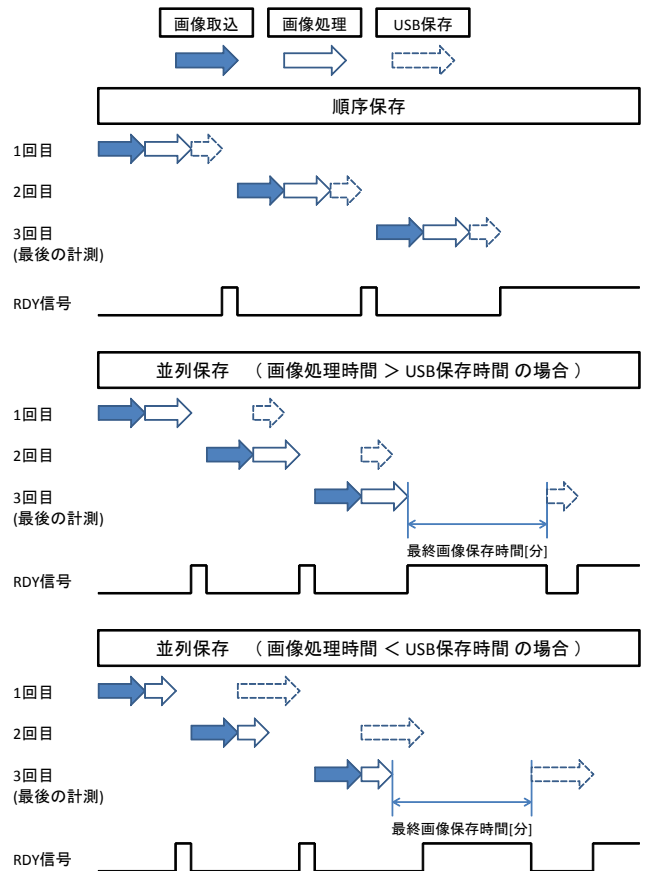 画像取込 画像処理 USB保存
順序保存
1回目
2回目
3回目
(最後の計測)
RDY信号
並列保存 （ 画像処理時間 ＞ USB保存時間 の場合 ）
1回目
2回目
3回目
(最後の計測)
最終画像保存時間[分]
RDY信号
並列保存 （ 画像処理時間 ＜ USB保存時間 の場合 ）
1回目
2回目
3回目
(最後の計測)
最終画像保存時間[分]
RDY信号